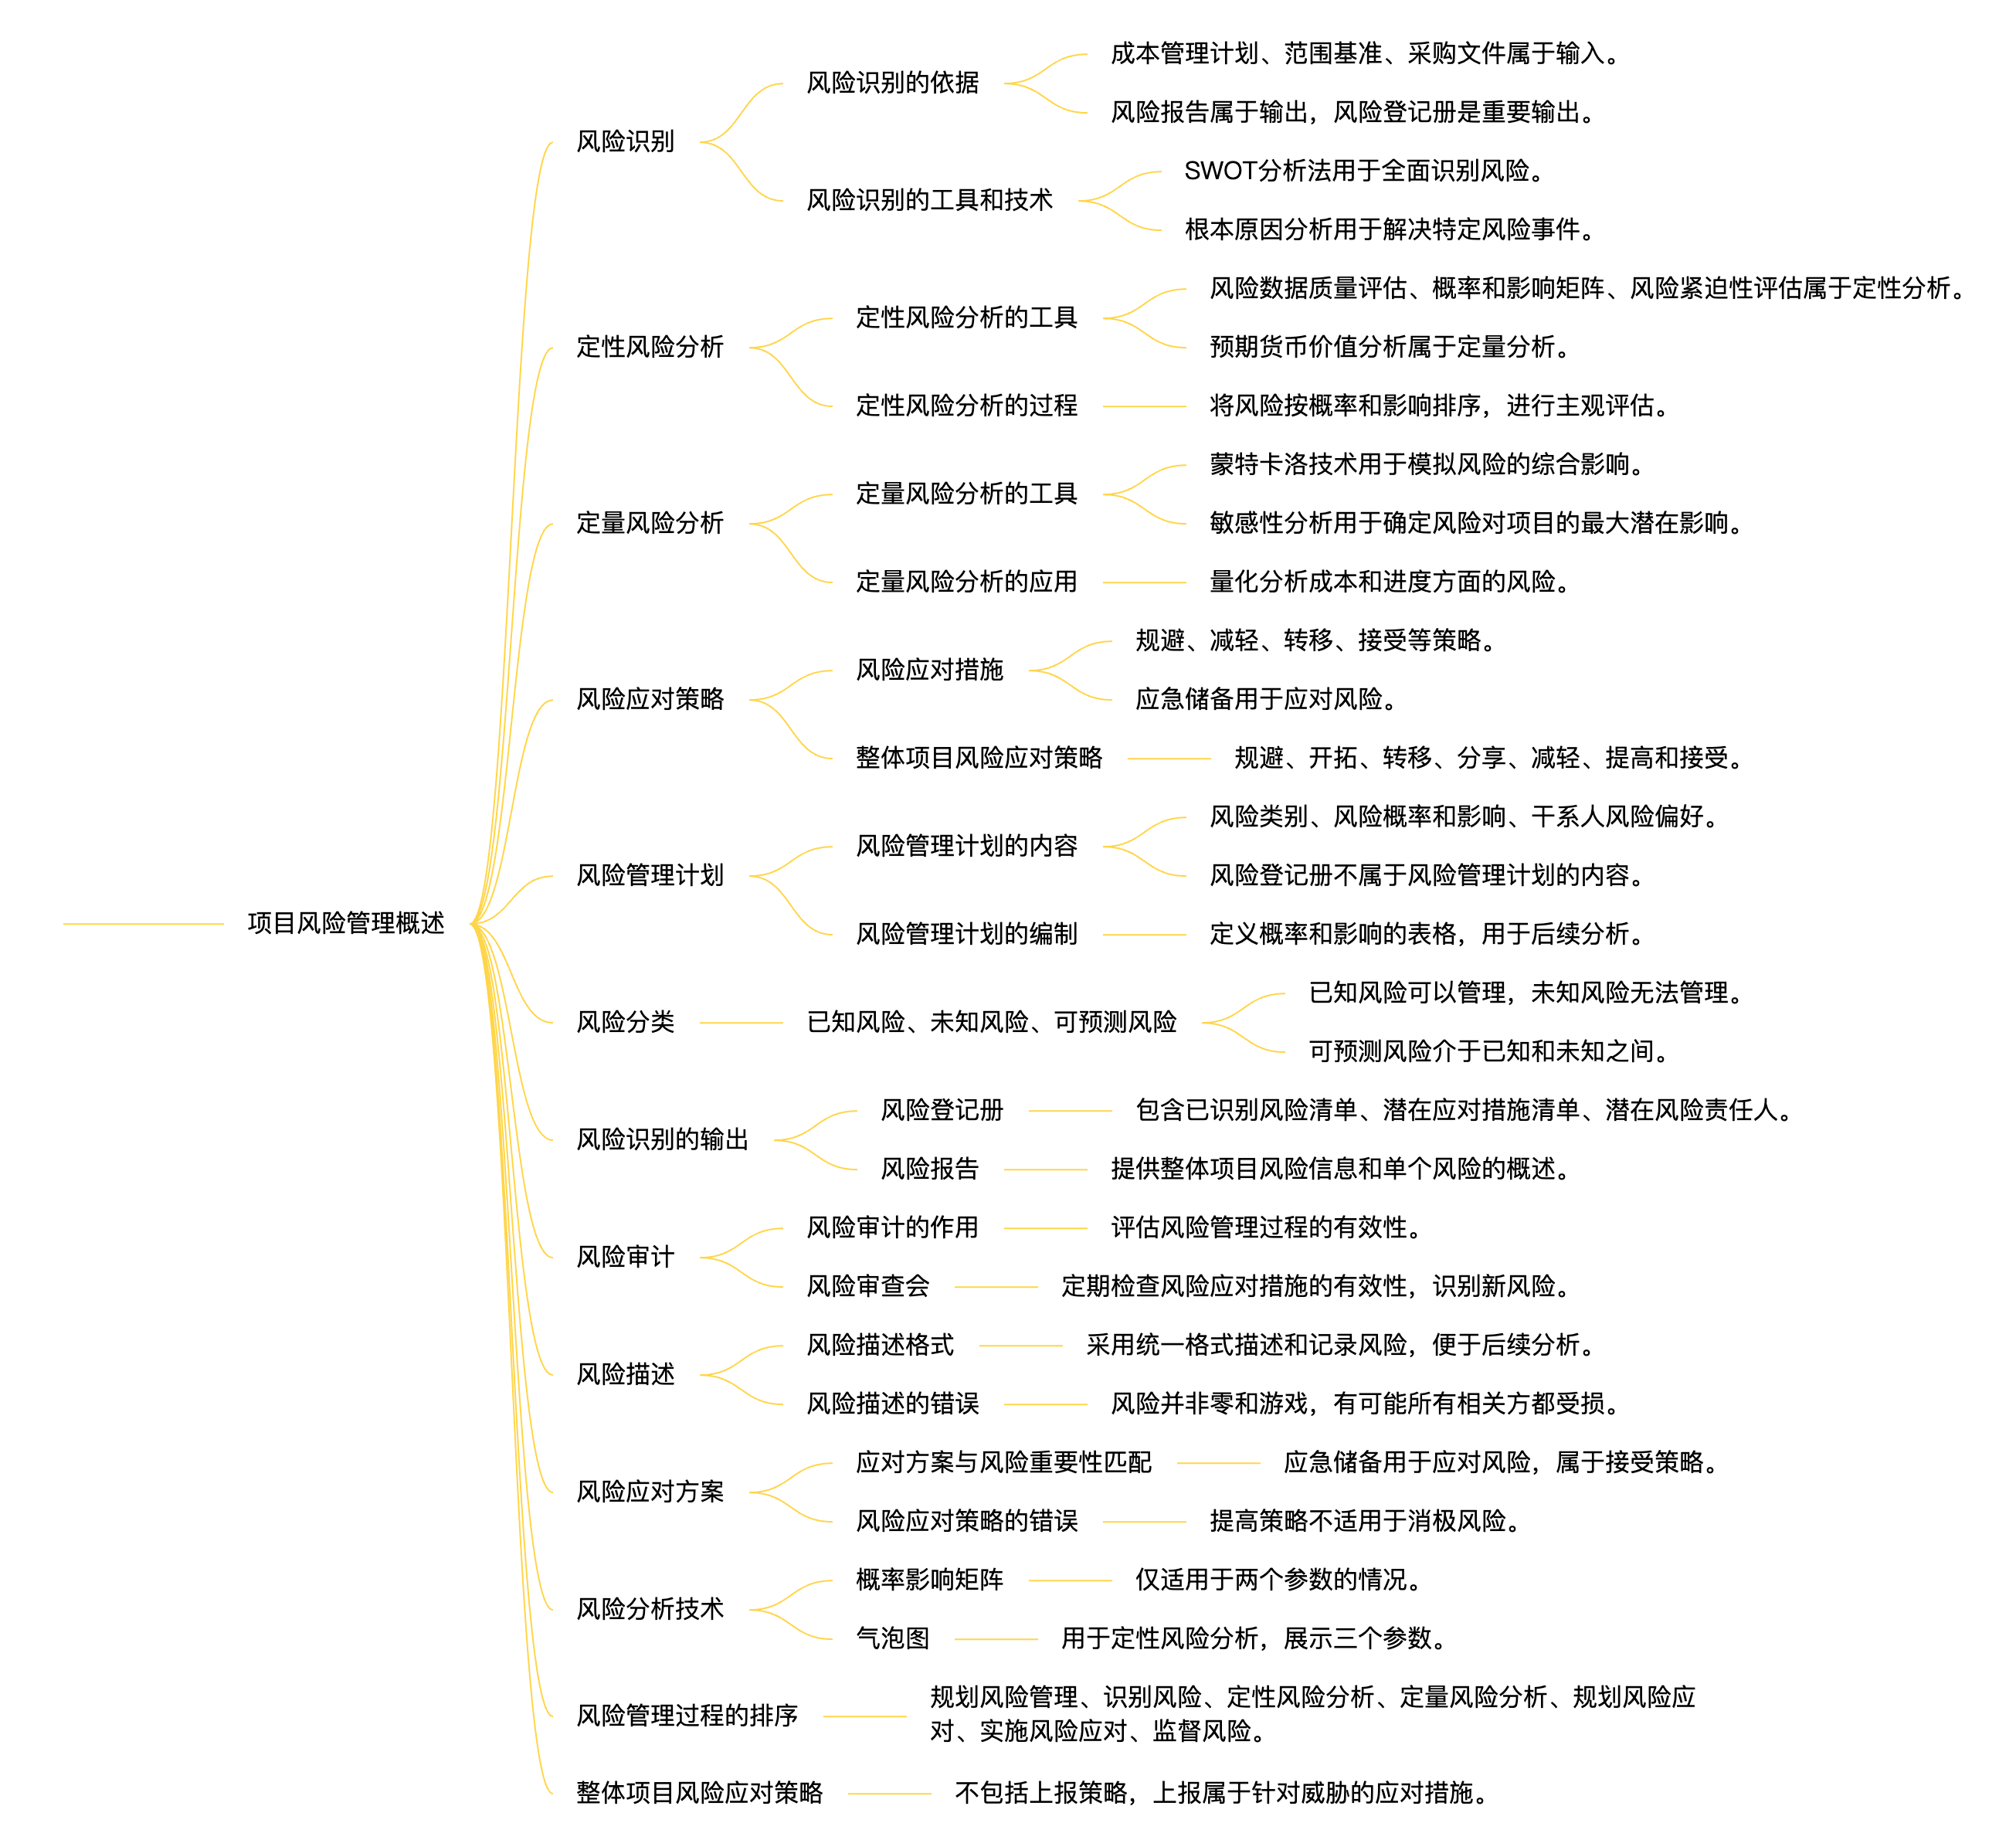 项目风险管理概述
风险识别
风险识别的依据
成本管理计划、范围基准、采购文件属于输入。
风险报告属于输出，风险登记册是重要输出。
风险识别的工具和技术
SWOT分析法用于全面识别风险。
根本原因分析用于解决特定风险事件。
定性风险分析
定性风险分析的工具
风险数据质量评估、概率和影响矩阵、风险紧迫性评估属于定性分析。
预期货币价值分析属于定量分析。
定性风险分析的过程
将风险按概率和影响排序，进行主观评估。
定量风险分析
定量风险分析的工具
蒙特卡洛技术用于模拟风险的综合影响。
敏感性分析用于确定风险对项目的最大潜在影响。
定量风险分析的应用
量化分析成本和进度方面的风险。
风险应对策略
风险应对措施
规避、减轻、转移、接受等策略。
应急储备用于应对风险。
整体项目风险应对策略
规避、开拓、转移、分享、减轻、提高和接受。
风险管理计划
风险管理计划的内容
风险类别、风险概率和影响、干系人风险偏好。
风险登记册不属于风险管理计划的内容。
风险管理计划的编制
定义概率和影响的表格，用于后续分析。
风险分类
已知风险、未知风险、可预测风险
已知风险可以管理，未知风险无法管理。
可预测风险介于已知和未知之间。
风险识别的输出
风险登记册
包含已识别风险清单、潜在应对措施清单、潜在风险责任人。
风险报告
提供整体项目风险信息和单个风险的概述。
风险审计
风险审计的作用
评估风险管理过程的有效性。
风险审查会
定期检查风险应对措施的有效性，识别新风险。
风险描述
风险描述格式
采用统一格式描述和记录风险，便于后续分析。
风险描述的错误
风险并非零和游戏，有可能所有相关方都受损。
风险应对方案
应对方案与风险重要性匹配
应急储备用于应对风险，属于接受策略。
风险应对策略的错误
提高策略不适用于消极风险。
风险分析技术
概率影响矩阵
仅适用于两个参数的情况。
气泡图
用于定性风险分析，展示三个参数。
风险管理过程的排序
规划风险管理、识别风险、定性风险分析、定量风险分析、规划风险应
对、实施风险应对、监督风险。
整体项目风险应对策略
不包括上报策略，上报属于针对威胁的应对措施。